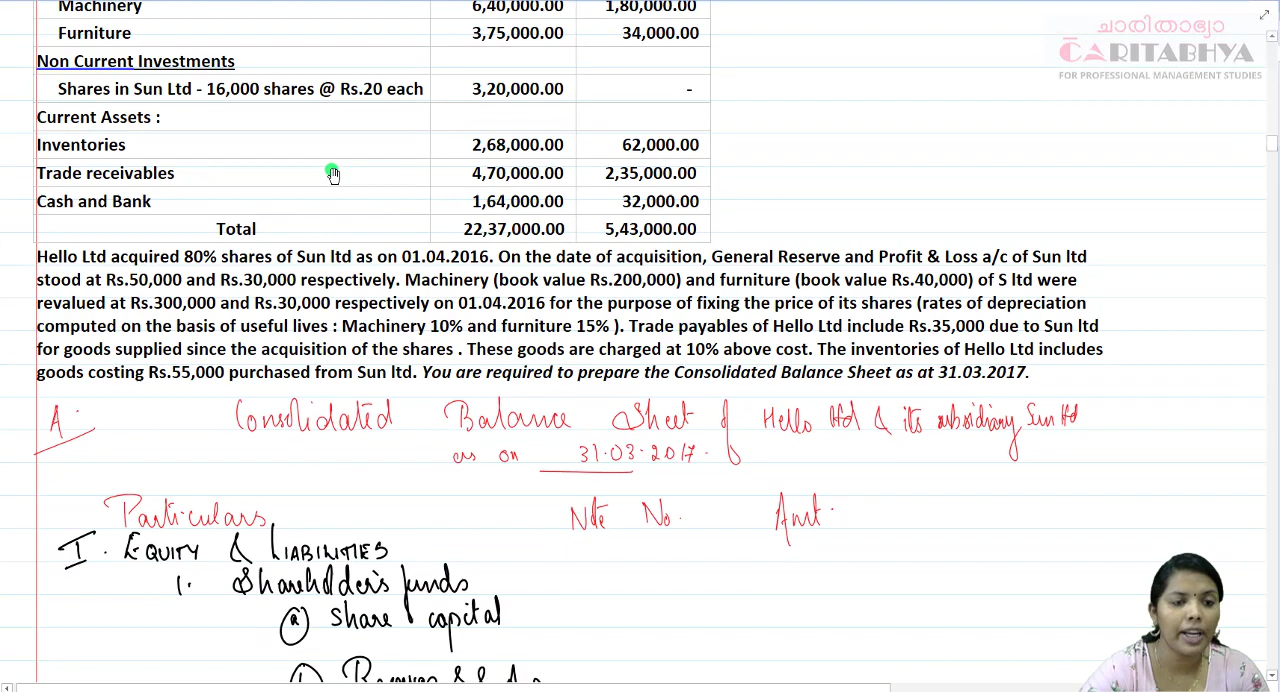 Machinery 6,40,000.00 1,80,000.00
ചാരിതാഭ്യാ
Furniture 3,75,000.00 34,000.00
CARITABHYA
Non Current Investments
FOR PROFESSIONAL MANAGEMENT STUDIES
Shares in Sun Ltd - 16,000 shares @ Rs.20 each 3,20,000.00 -
Current Assets :
Inventories 2,68,000.00 62,000.00
Trade receivables 4,70,000.00 2,35,000.00
Cash and Bank 1,64,000.00 32,000.00
Total 22,37,000.00 5,43,000.00
Hello Ltd acquired 80% shares of Sun ltd as on 01.04.2016. On the date of acquisition, General Reserve and Profit & Loss a/c of Sun ltd
stood at Rs.50,000 and Rs.30,000 respectively. Machinery (book value Rs.200,000) and furniture (book value Rs.40,000) of S ltd were
revalued at Rs.300,000 and Rs.30,000 respectively on 01.04.2016 for the purpose of fixing the price of its shares (rates of depreciation
computed on the basis of useful lives : Machinery 10% and furniture 15% ). Trade payables of Hello Ltd include Rs.35,000 due to Sun ltd
for goods supplied since the acquisition of the shares . These goods are charged at 10% above cost. The inventories of Hello Ltd includes
goods costing Rs.55,000 purchased from Sun ltd. You are required to prepare the Consolidated Balance Sheet as at 31.03.2017.
A: Consolidated Balance Sheet of Hello Ltd & its subsidiary Sun Ltd
as on 31.03.2017.
Particulars Note No. Amt.
I. EQUITY & LIABILITIES
1. Shareholder's funds
(a) Share capital